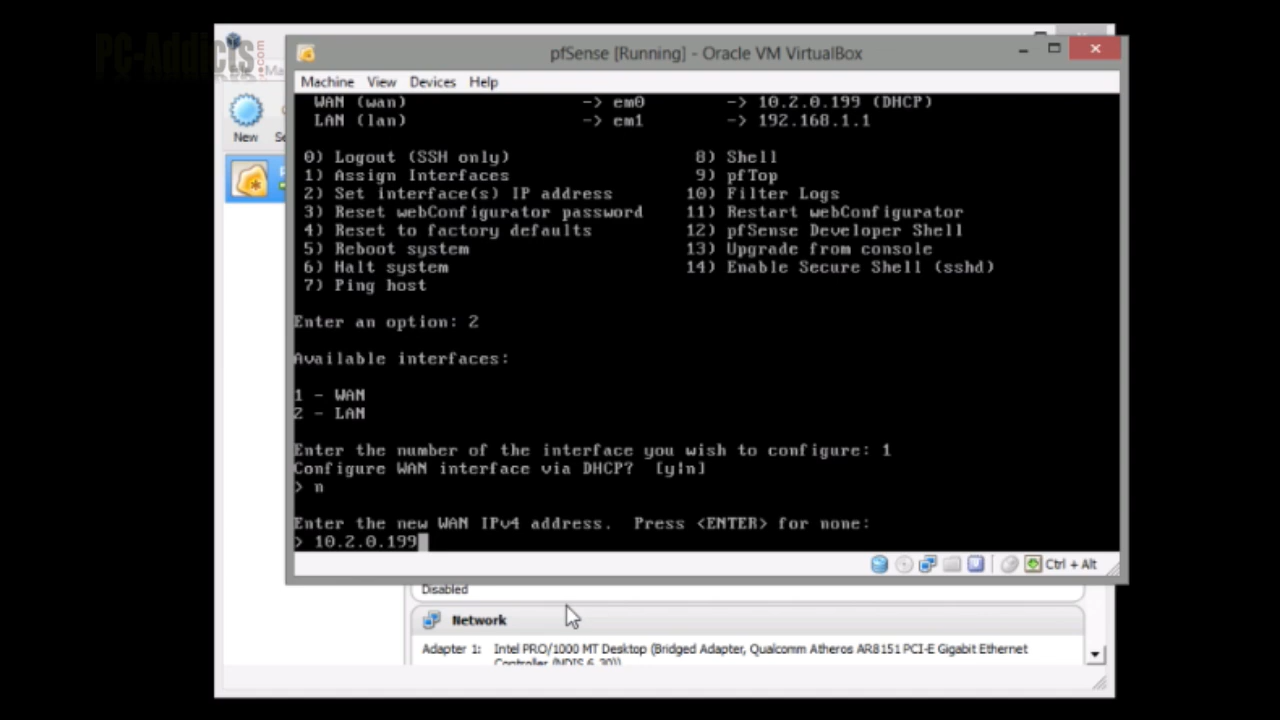 PC-Addicts
.com
pfSense [Running] - Oracle VM VirtualBox
Machine View Devices Help
WAN (wan) -> em0 -> 10.2.0.199 (DHCP)
LAN (lan) -> em1 -> 192.168.1.1
New
0) Logout (SSH only) 8) Shell
1) Assign Interfaces 9) pfTop
2) Set interface(s) IP address 10) Filter Logs
3) Reset webConfigurator password 11) Restart webConfigurator
4) Reset to factory defaults 12) pfSense Developer Shell
5) Reboot system 13) Upgrade from console
6) Halt system 14) Enable Secure Shell (sshd)
7) Ping host
Enter an option: 2
Available interfaces:
1 - WAN
2 - LAN
Enter the number of the interface you wish to configure: 1
Configure WAN interface via DHCP? [y|n]
> n
Enter the new WAN IPv4 address. Press <ENTER> for none:
> 10.2.0.199
Ctrl + Alt
Disabled
Network
Adapter 1: Intel PRO/1000 MT Desktop (Bridged Adapter, Qualcomm Atheros AR8151 PCI-E Gigabit Ethernet
Controller (NDIS 6.30))